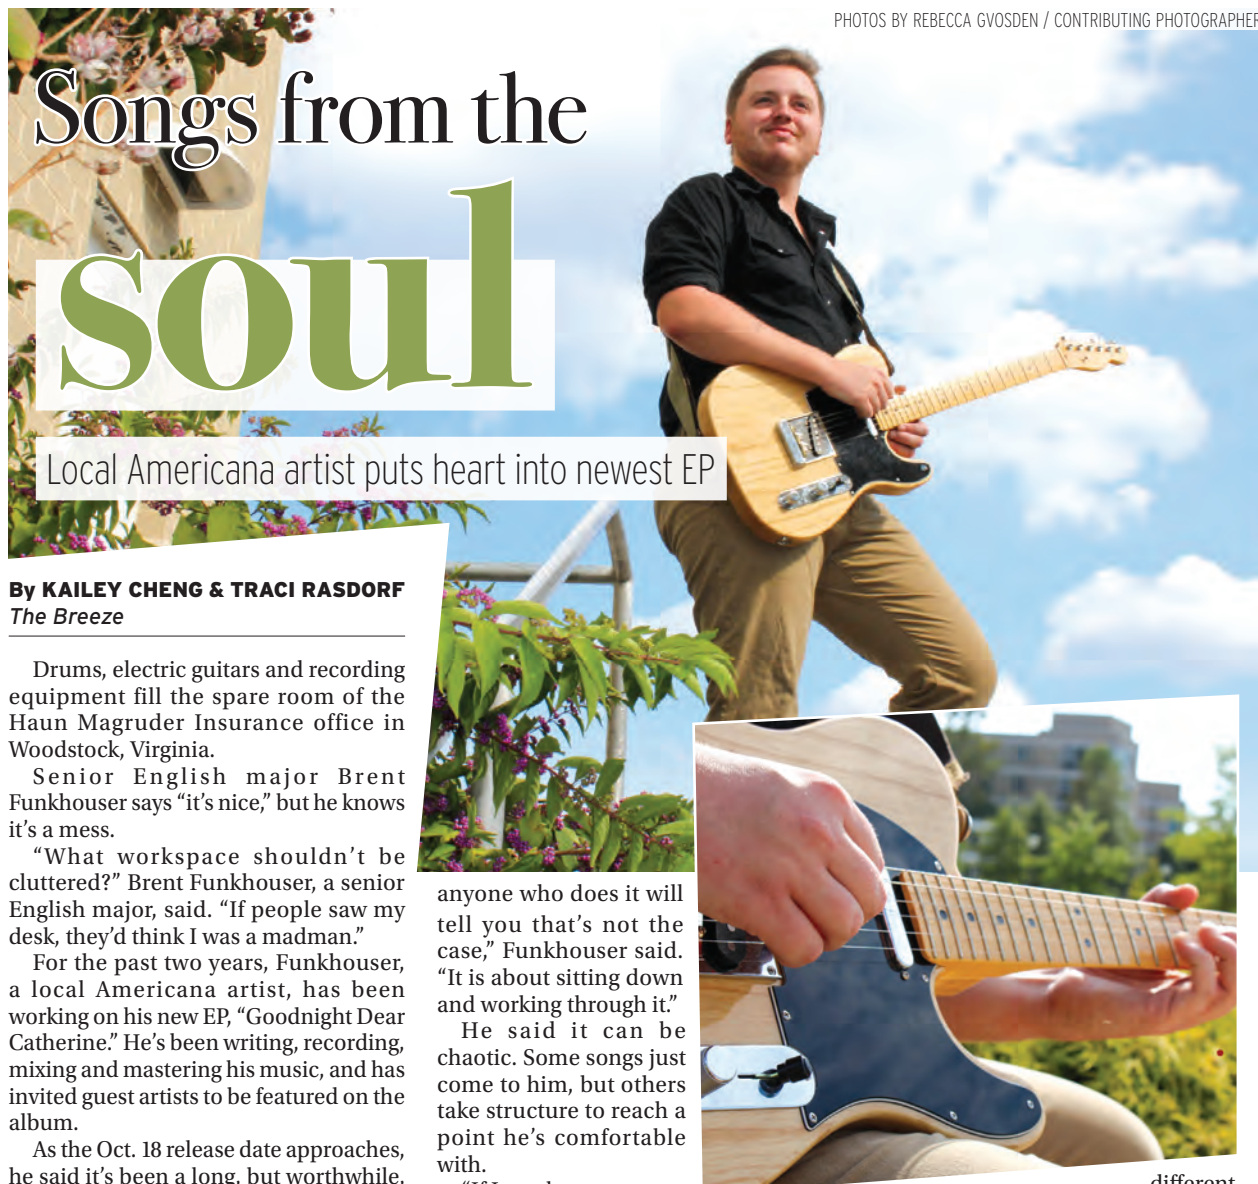 PHOTOS BY REBECCA GVOSDEN / CONTRIBUTING PHOTOGRAPHER
Songs from the
soul
Local Americana artist puts heart into newest EP
By KAILEY CHENG & TRACI RASDORF
The Breeze
Drums, electric guitars and recording
equipment fill the spare room of the
Haun Magruder Insurance office in
Woodstock, Virginia.
Senior English major Brent
Funkhouser says “it’s nice,” but he knows
it’s a mess.
“What workspace shouldn’t be
cluttered?” Brent Funkhouser, a senior
English major, said. “If people saw my
desk, they’d think I was a madman.”
For the past two years, Funkhouser,
a local Americana artist, has been
working on his new EP, “Goodnight Dear
Catherine.” He’s been writing, recording,
mixing and mastering his music, and has
invited guest artists to be featured on the
album.
As the Oct. 18 release date approaches,
he said it’s been a long, but worthwhile,
anyone who does it will
tell you that’s not the
case,” Funkhouser said.
“It is about sitting down
and working through it.”
He said it can be
chaotic. Some songs just
come to him, but others
take structure to reach a
point he’s comfortable
with.
different